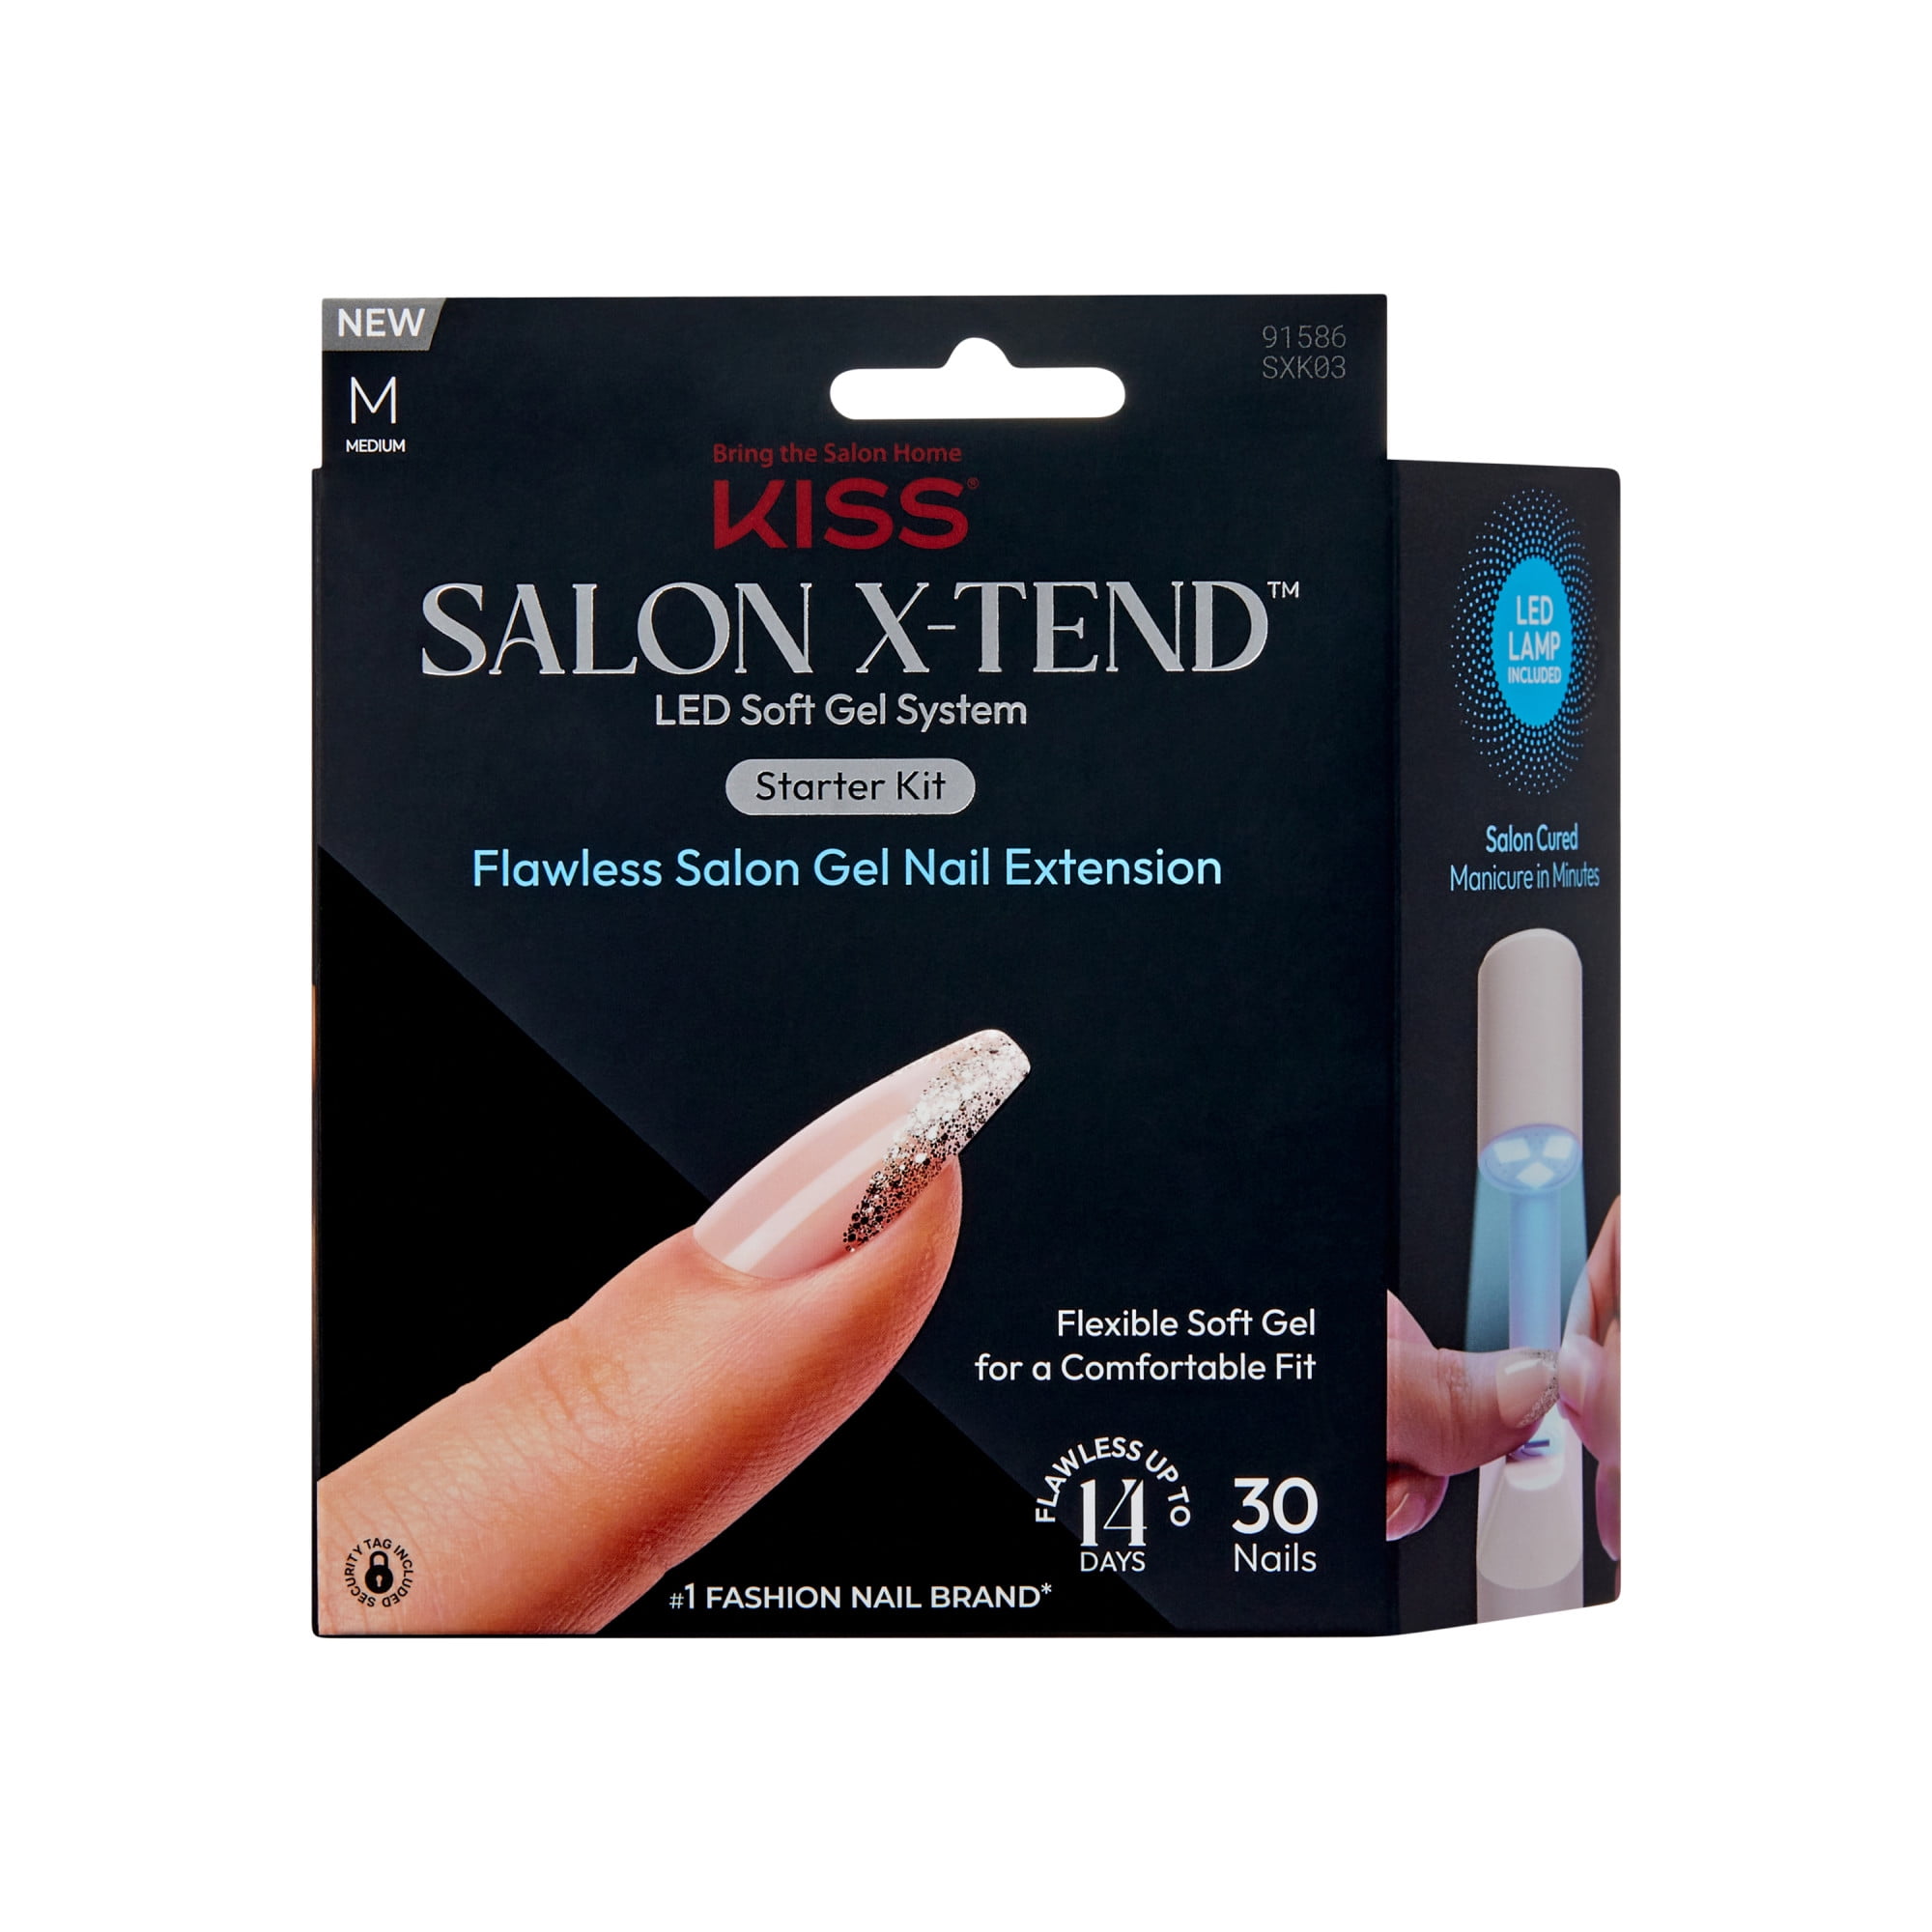 NEW
M
MEDIUM
91586
SXK03
Bring the Salon Home
KISS®
SALON X-TEND™
LED Soft Gel System
Starter Kit
Flawless Salon Gel Nail Extension
Flexible Soft Gel
for a Comfortable Fit
FLAWLESS UP TO
14
DAYS
30
Nails
SECURITY TAG INCLUDED
#1 FASHION NAIL BRAND*
LED
LAMP
INCLUDED
Salon Cured
Manicure in Minutes